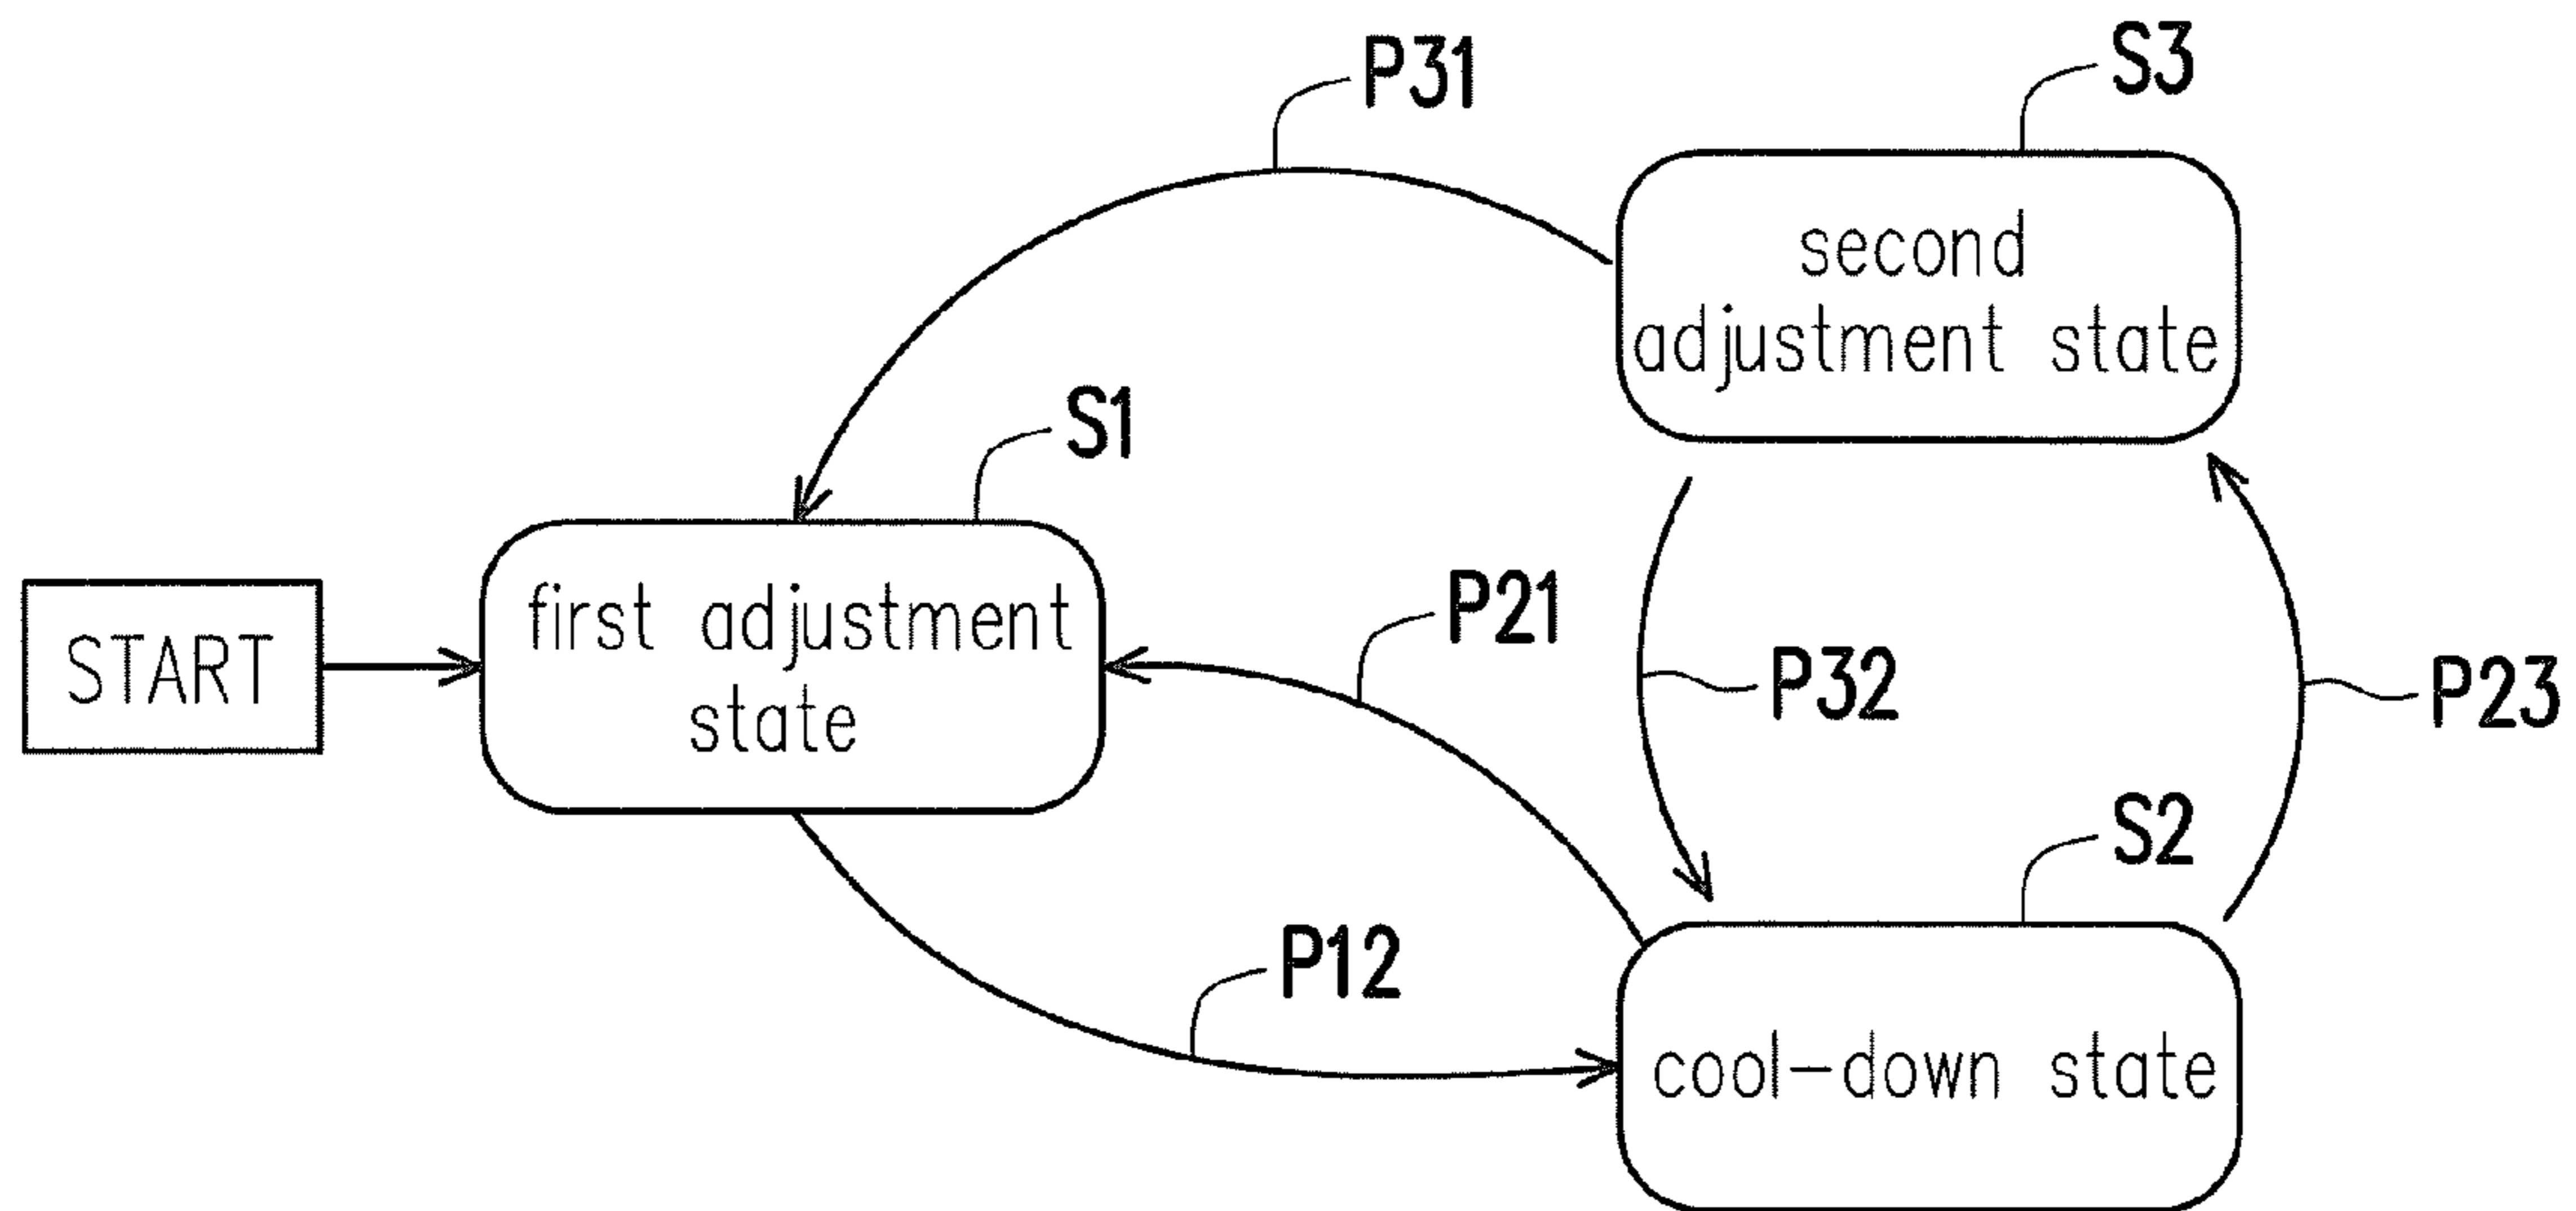 P31
S3
second
adjustment state
S1
START
first adjustment
state
P21
P32
P23
P12
S2
cool-down state